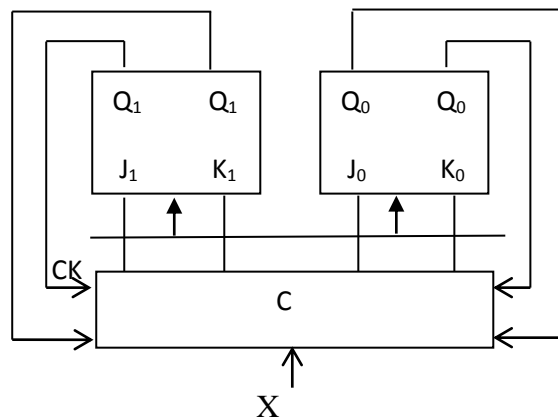 Q₁ Q₁ Q₀ Q₀
J₁ K₁ J₀ K₀
CK
C
X